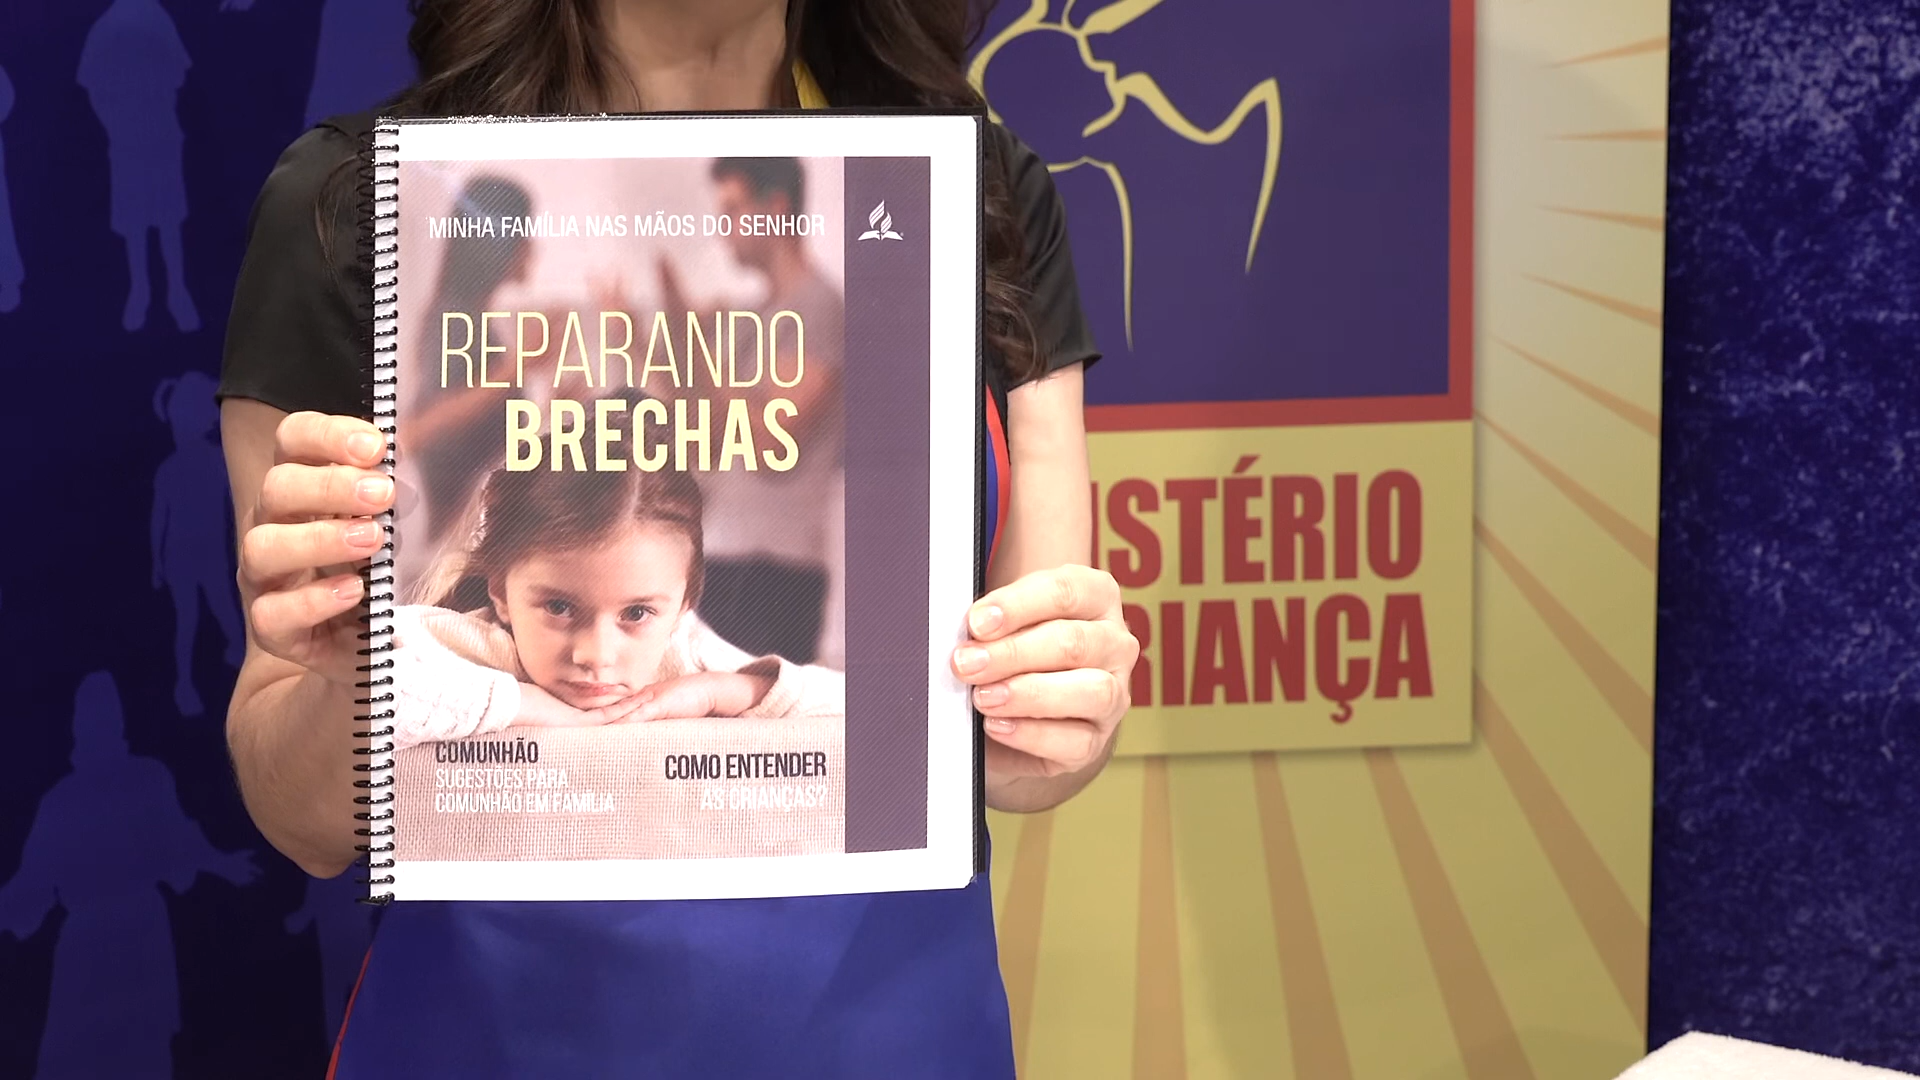 MINHA FAMÍLIA NAS MÃOS DO SENHOR
REPARANDO
BRECHAS
COMUNHÃO
SUGESTÕES PARA
COMUNHÃO EM FAMÍLIA
COMO ENTENDER
AS CRIANÇAS?
ISTÉRIO
RIANÇA